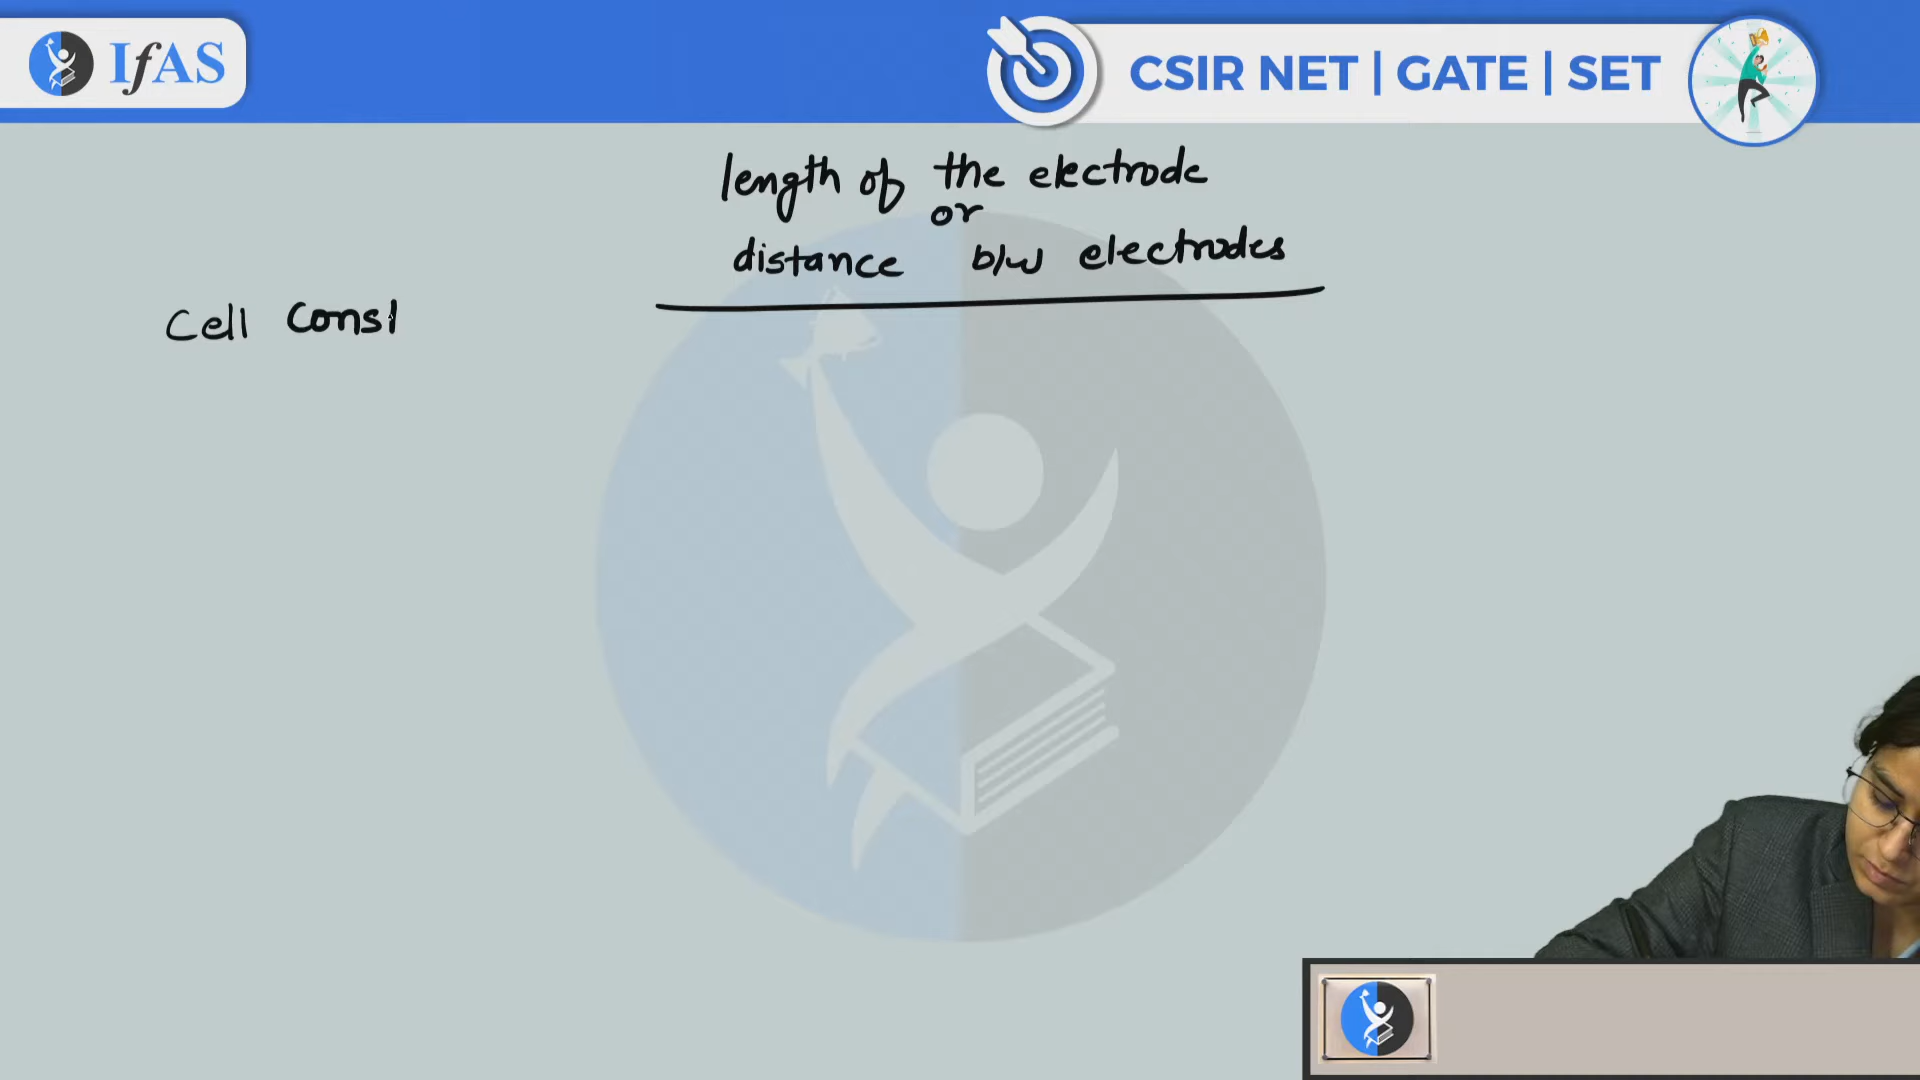 IfAS
CSIR NET | GATE | SET
length of the electrode
or
distance b/w electrodes
Cell Const